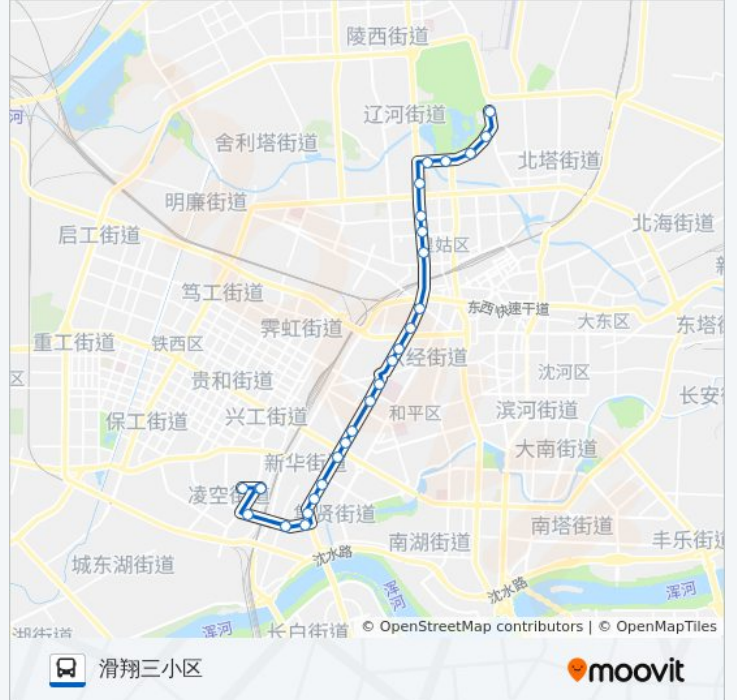 陵西街道
辽河街道
河
舍利塔街道
北塔街道
明廉街道
北海街道
启工街道
皇姑区
笃工街道
东西快速干道
霁虹街道
大东区
重工街道
铁西区
经街道
沈河区
区
贵和街道
长安
保工街道
兴工街道
和平区
滨河街道
大南街道
新华街
凌空街道
贤街道
南塔街道
南湖街道
丰乐街道
沈水路
城东湖街道
沈水路
浑河
浑河
浑河
长白街道
湖街道
© OpenStreetMap contributors | © OpenMapTiles
滑翔三小区
moovit